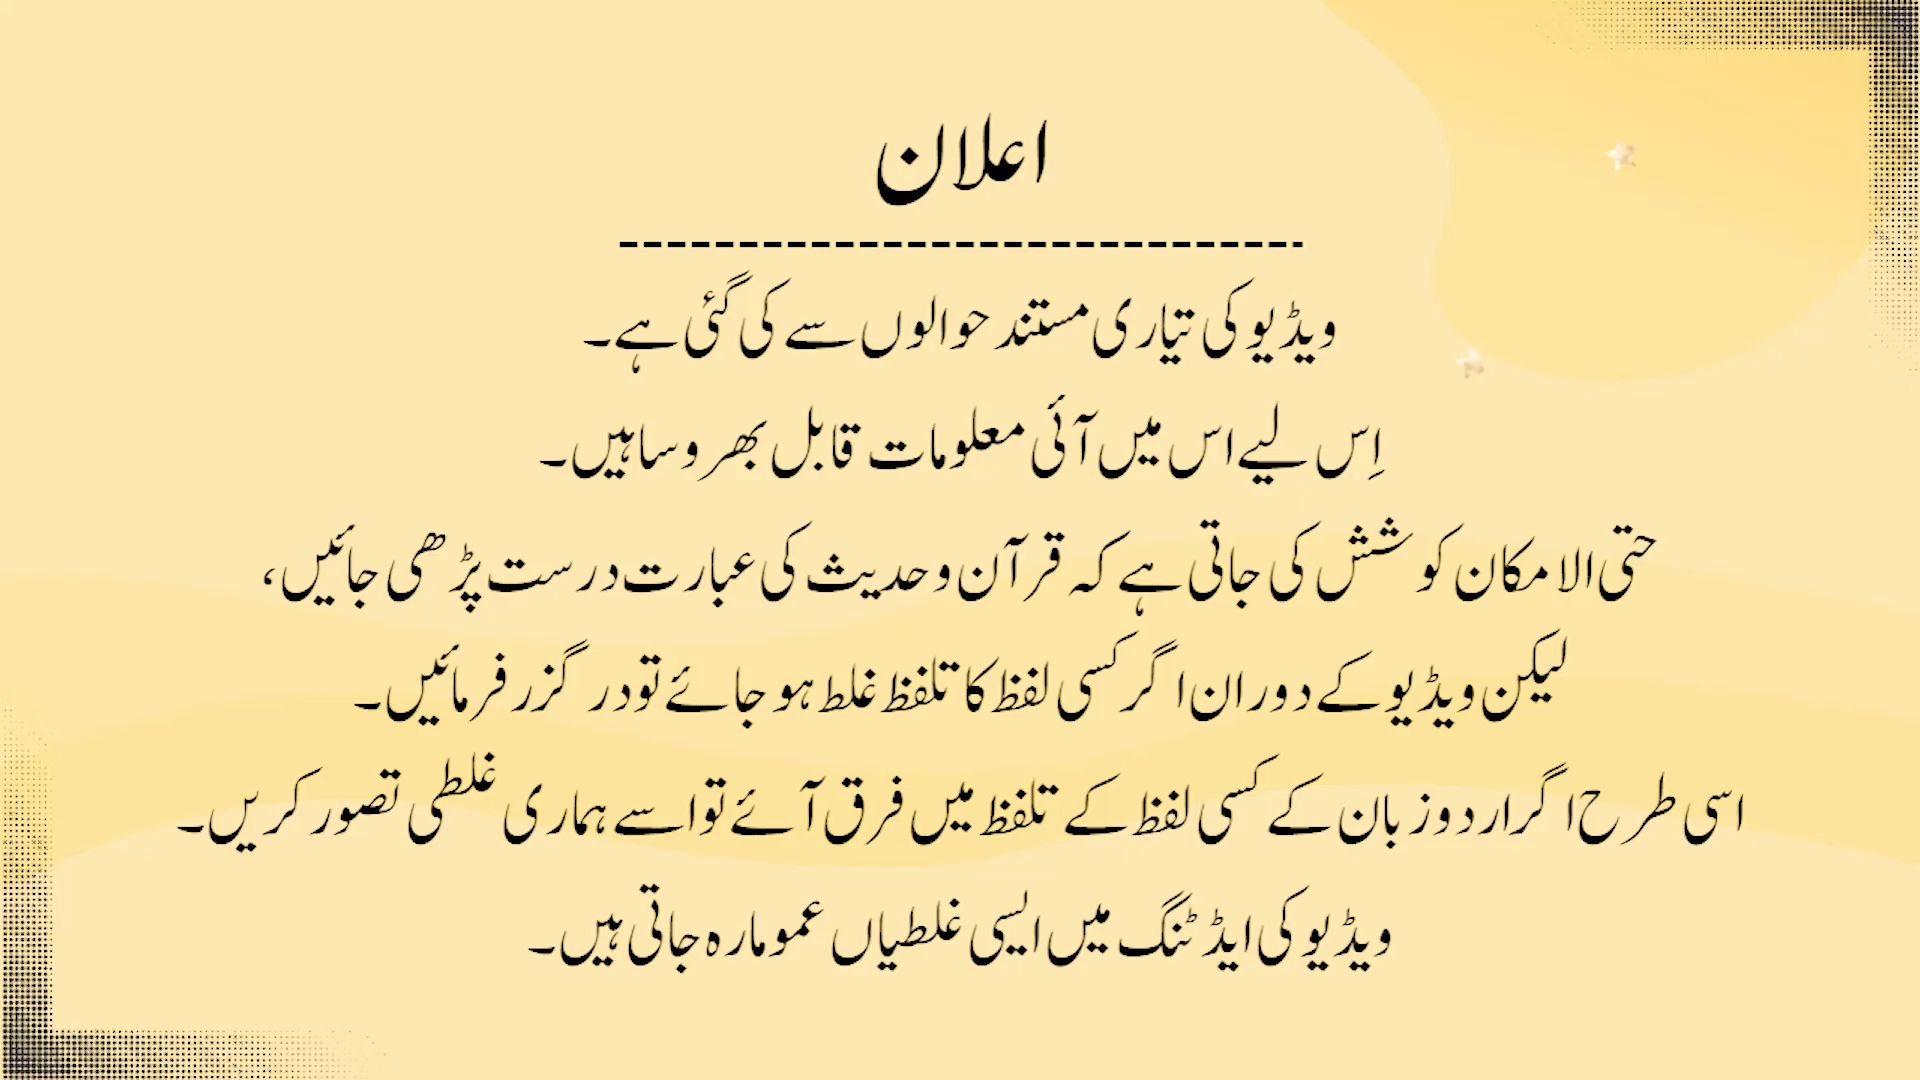 اعلان
----------------------------
ویڈیو کی تیاری مستند حوالوں سے کی گئی ہے۔
اِس لیے اس میں آئی معلومات قابل بھروسا ہیں۔
حتی الامکان کوشش کی جاتی ہے کہ قرآن و حدیث کی عبارت درست پڑھی جائیں،
لیکن ویڈیو کے دوران اگر کسی لفظ کا تلفظ غلط ہو جائے تو در گزر فرمائیں۔
اسی طرح اگر اردو زبان کے کسی لفظ کے تلفظ میں فرق آئے تو اسے ہماری غلطی تصور کریں۔
ویڈیو کی ایڈٹنگ میں ایسی غلطیاں عموما رہ جاتی ہیں۔